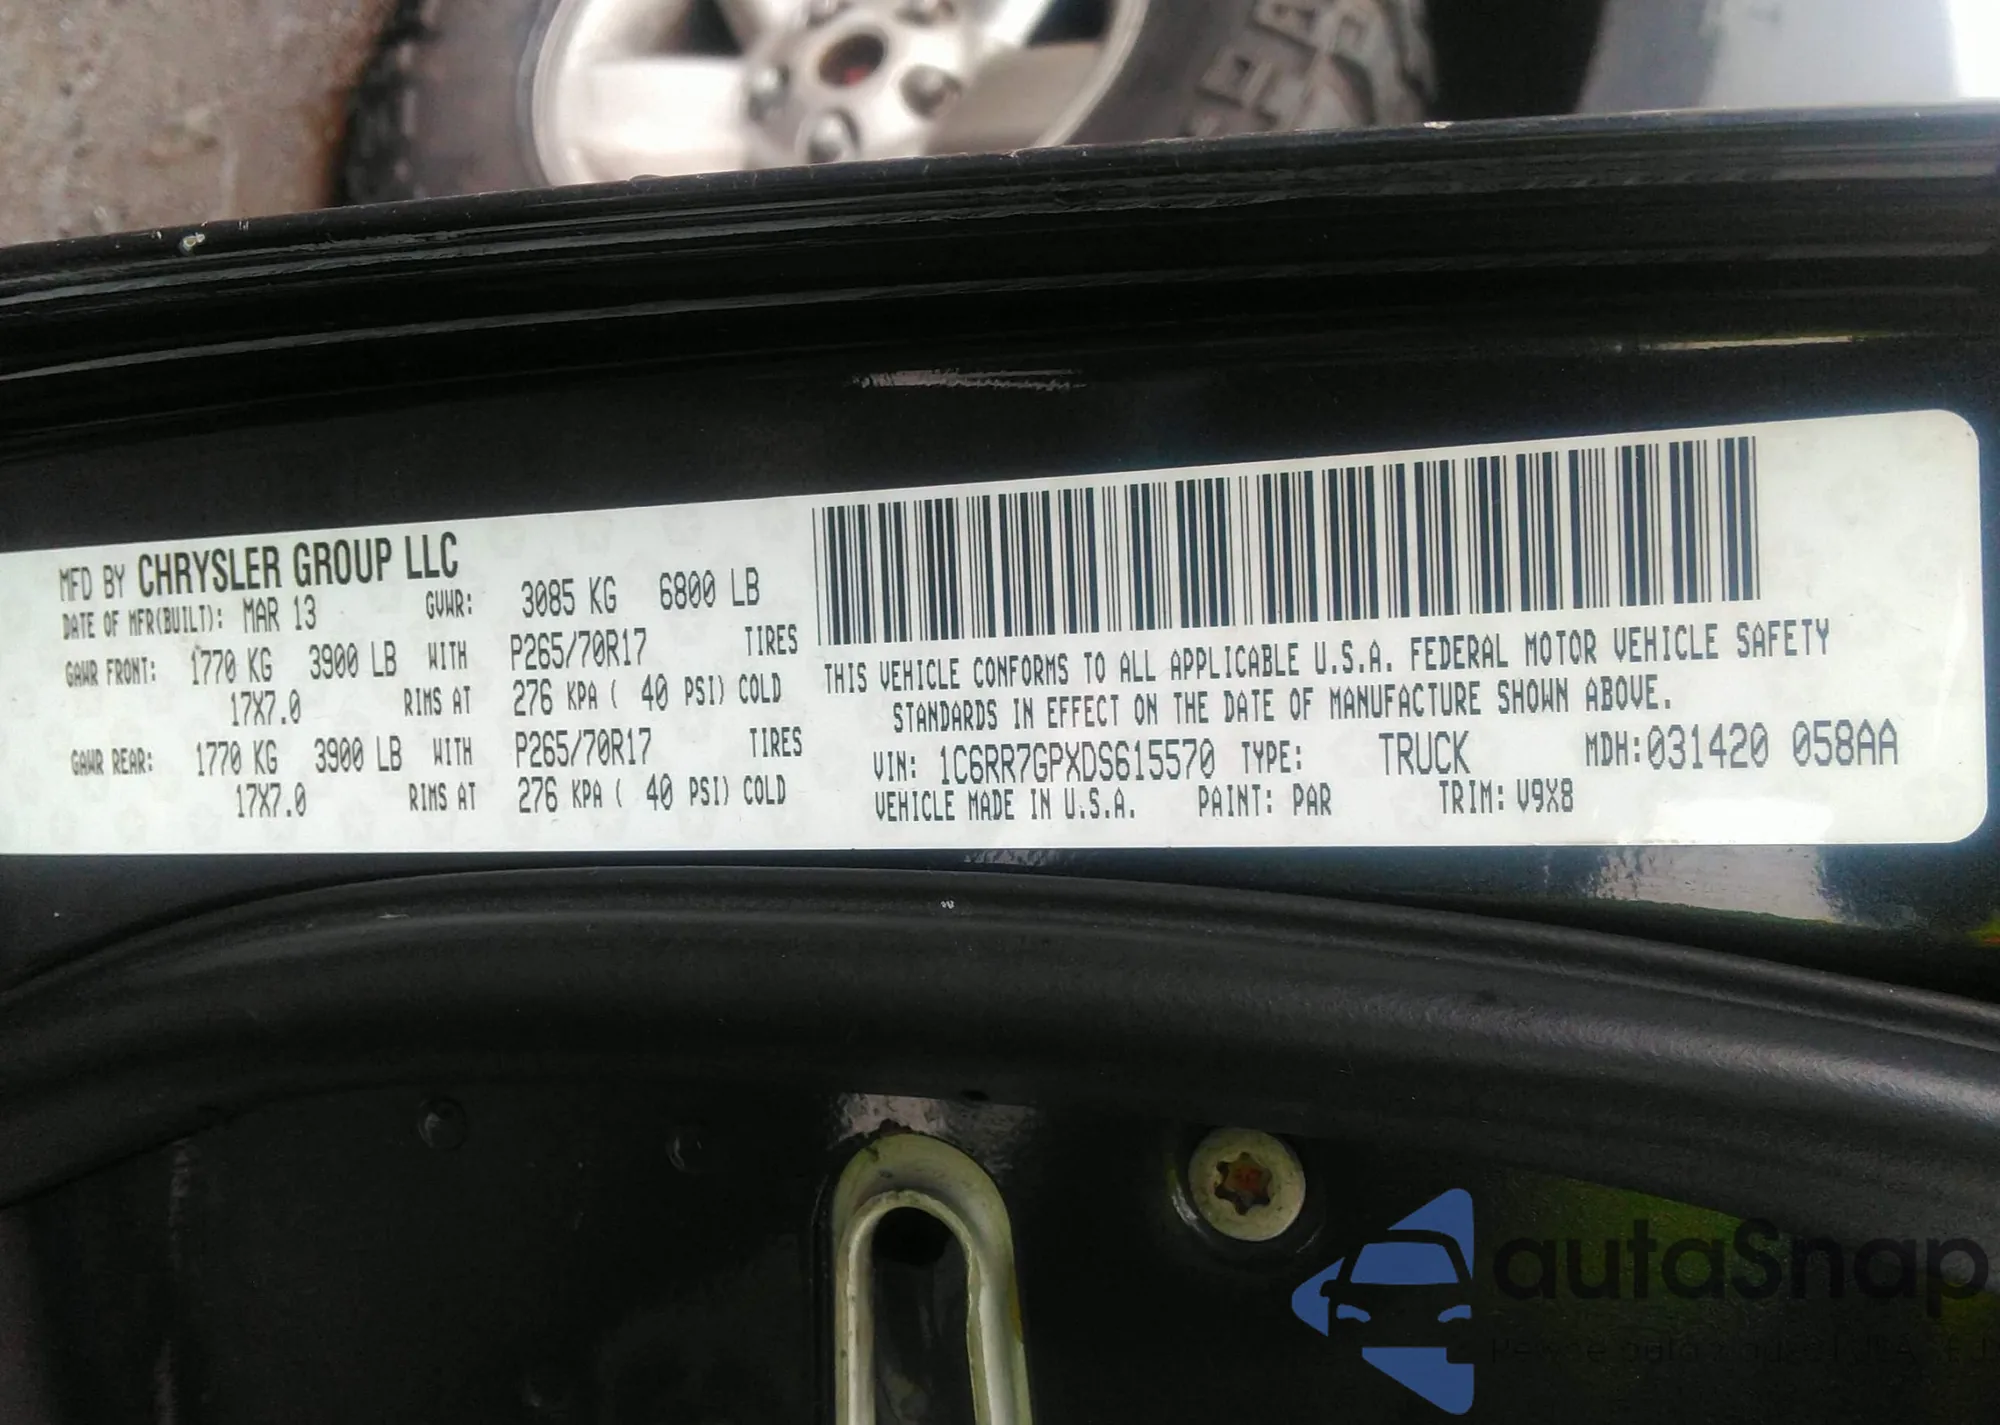 MFD BY CHRYSLER GROUP LLC
DATE OF MFR(BUILT): MAR 13 GVWR: 3085 KG 6800 LB
GAWR FRONT: 1770 KG 3900 LB WITH P265/70R17 TIRES
17X7.0 RIMS AT 276 KPA ( 40 PSI) COLD
GAWR REAR: 1770 KG 3900 LB WITH P265/70R17 TIRES
17X7.0 RIMS AT 276 KPA ( 40 PSI) COLD
THIS VEHICLE CONFORMS TO ALL APPLICABLE U.S.A. FEDERAL MOTOR VEHICLE SAFETY
STANDARDS IN EFFECT ON THE DATE OF MANUFACTURE SHOWN ABOVE.
VIN: 1C6RR7GPXDS615570 TYPE: TRUCK MDH:031420 058AA
VEHICLE MADE IN U.S.A. PAINT: PAR TRIM: V9X8
autaSnap
Pewne auta z